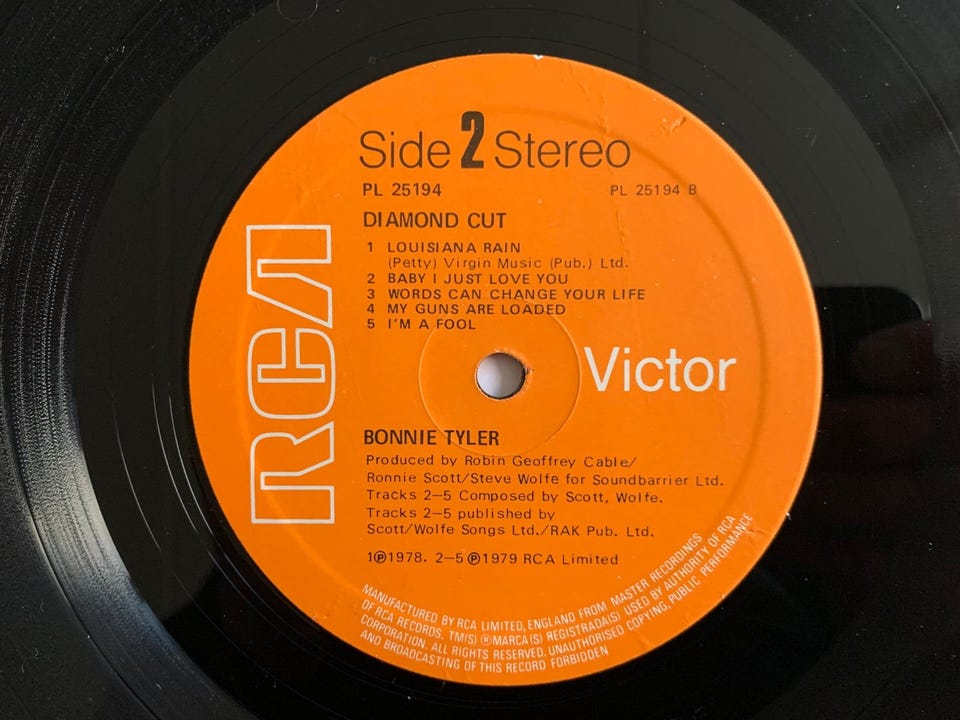 Side 2 Stereo
PL 25194 PL 25194 B
DIAMOND CUT
1 LOUISIANA RAIN
(Petty) Virgin Music (Pub.) Ltd.
2 BABY I JUST LOVE YOU
3 WORDS CAN CHANGE YOUR LIFE
4 MY GUNS ARE LOADED
5 I'M A FOOL
RCA
Victor
BONNIE TYLER
Produced by Robin Geoffrey Cable/
Ronnie Scott/Steve Wolfe for Soundbarrier Ltd.
Tracks 2–5 Composed by Scott, Wolfe.
Tracks 2–5 published by
Scott/Wolfe Songs Ltd./RAK Pub. Ltd.
1℗1978. 2–5℗1979 RCA Limited
MANUFACTURED BY RCA LIMITED, ENGLAND FROM MASTER RECORDINGS
OF RCA RECORDS. TM(S) ®MARCA(S) REGISTRADA(S) USED BY AUTHORITY OF RCA
CORPORATION. ALL RIGHTS RESERVED. UNAUTHORISED COPYING, PUBLIC PERFORMANCE
AND BROADCASTING OF THIS RECORD FORBIDDEN